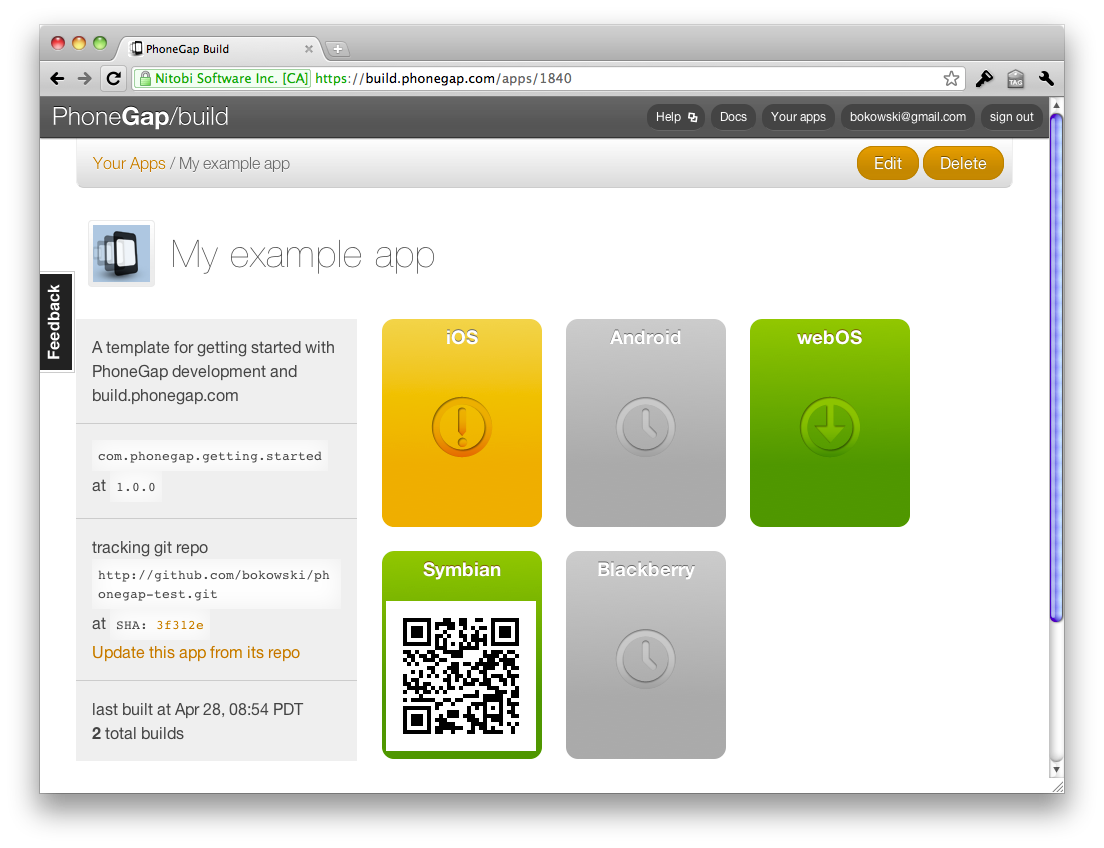 PhoneGap Build
Nitobi Software Inc. [CA] https://build.phonegap.com/apps/1840
TAG
PhoneGap/build
Help
Docs
Your apps
bokowski@gmail.com
sign out
Your Apps / My example app
Edit
Delete
My example app
Feedback
A template for getting started with
PhoneGap development and
build.phonegap.com
com.phonegap.getting.started
at 1.0.0
tracking git repo
http://github.com/bokowski/ph
onegap-test.git
at SHA: 3f312e
Update this app from its repo
last built at Apr 28, 08:54 PDT
2 total builds
iOS
Android
webOS
Symbian
Blackberry